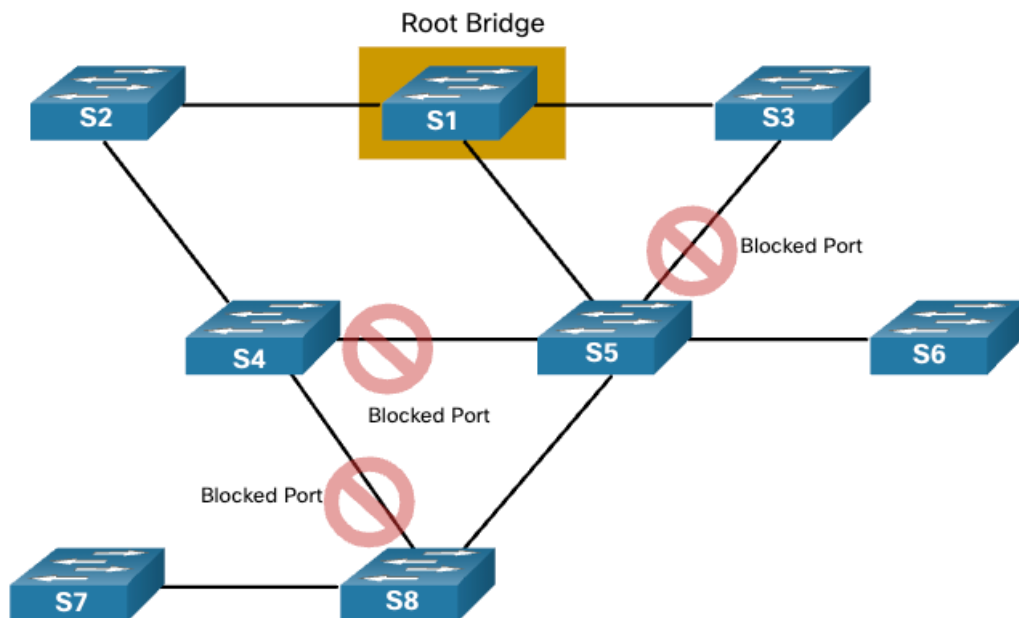 Root Bridge
S2
S1
S3
Blocked Port
S4
S5
S6
Blocked Port
Blocked Port
S7
S8